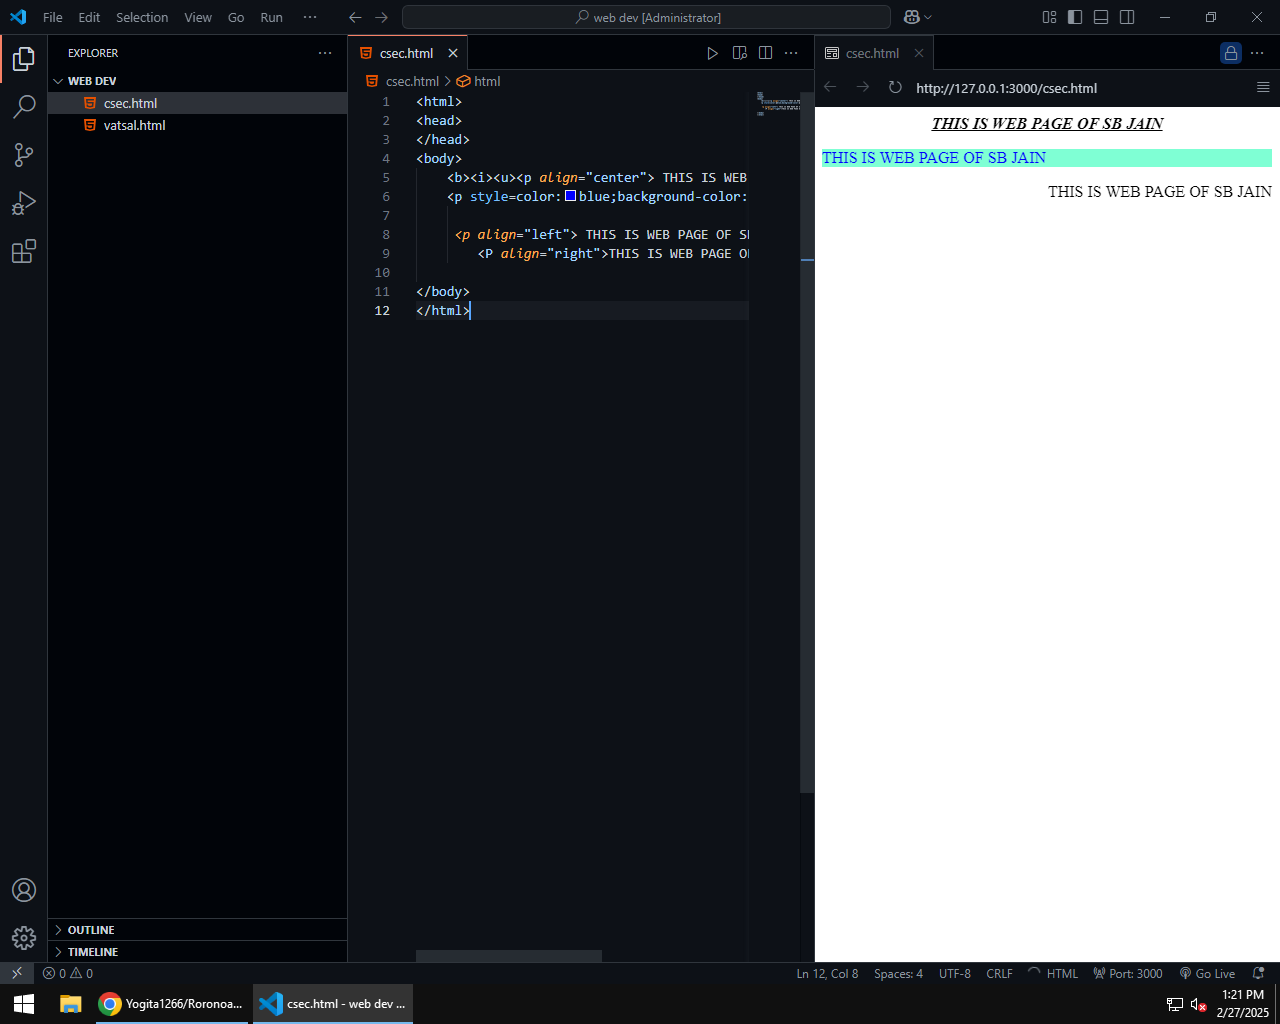 File Edit Selection View Go Run ··· web dev [Administrator]
EXPLORER ···
WEB DEV
csec.html
vatsal.html
OUTLINE
TIMELINE
csec.html
csec.html > html
1 <html>
2 <head>
3 </head>
4 <body>
5 <b><i><u><p align="center"> THIS IS WEB
6 <p style=color:blue;background-color:
7
8 <p align="left"> THIS IS WEB PAGE OF SB
9 <P align="right">THIS IS WEB PAGE OF
10
11 </body>
12 </html>
csec.html
http://127.0.0.1:3000/csec.html
THIS IS WEB PAGE OF SB JAIN
THIS IS WEB PAGE OF SB JAIN
THIS IS WEB PAGE OF SB JAIN
0 0 Ln 12, Col 8 Spaces: 4 UTF-8 CRLF HTML Port: 3000 Go Live
Yogita1266/Roronoa... csec.html - web dev ... 1:21 PM
2/27/2025